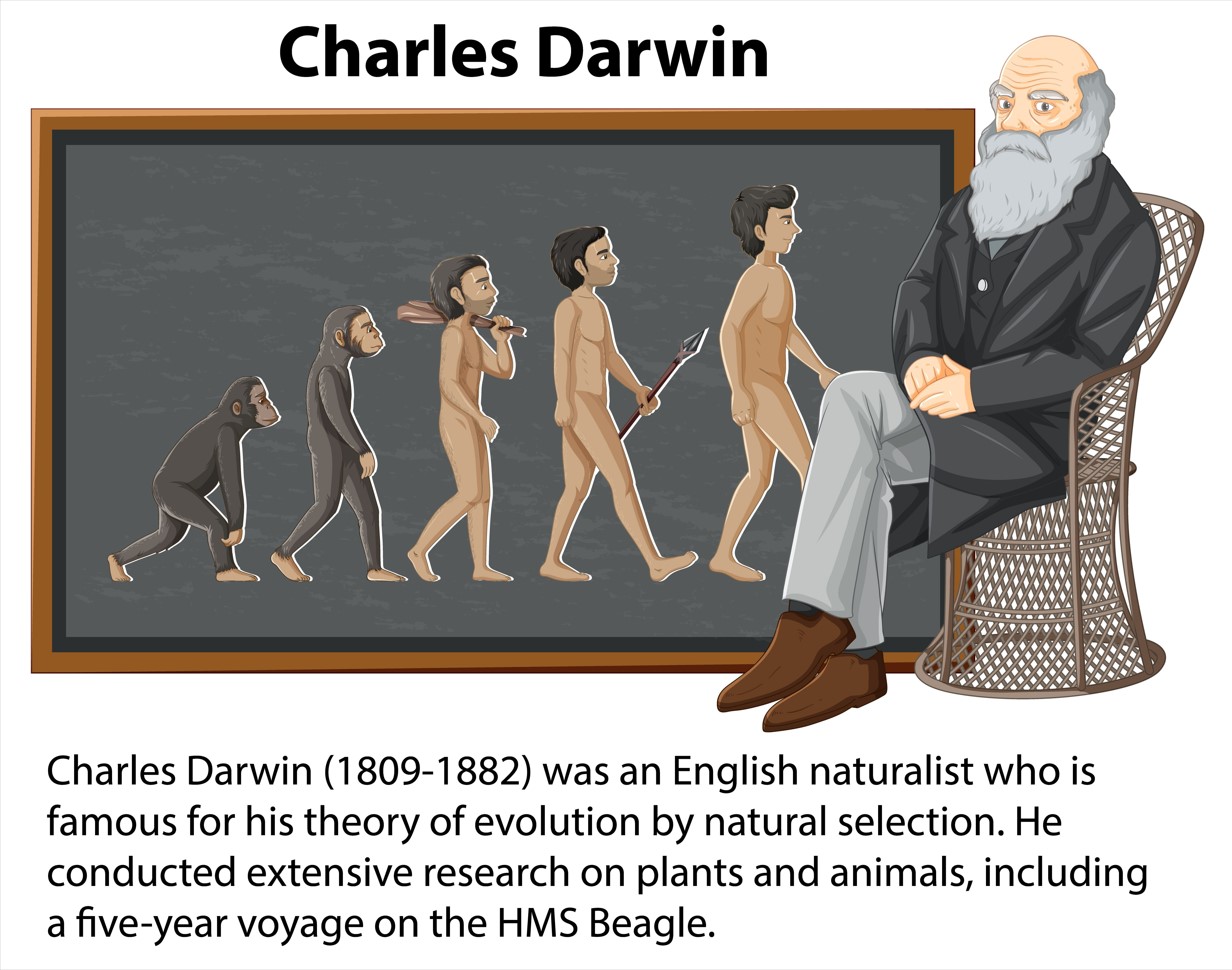 Charles Darwin
Charles Darwin (1809-1882) was an English naturalist who is
famous for his theory of evolution by natural selection. He
conducted extensive research on plants and animals, including
a five-year voyage on the HMS Beagle.